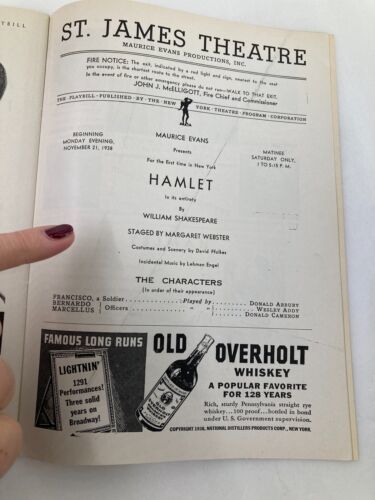 YBILL
ST. JAMES THEATRE
MAURICE EVANS PRODUCTIONS, INC.
FIRE NOTICE: The exit, indicated by a red light and sign, nearest to the seat
you occupy, is the shortest route to the street.
In the event of fire or other emergency please do not run—WALK TO THAT EXIT.
JOHN J. McELLIGOTT, Fire Chief and Commissioner
THE · PLAYBILL · PUBLISHED · BY · THE · NEW YORK · THEATRE · PROGRAM · CORPORATION
BEGINNING
MONDAY EVENING,
NOVEMBER 21, 1938
MATINEE
SATURDAY ONLY,
1 TO 5:15 P. M.
MAURICE EVANS
Presents
For the first time in New York
HAMLET
In its entirety
By
WILLIAM SHAKESPEARE
STAGED BY MARGARET WEBSTER
Costumes and Scenery by David Ffolkes
Incidental Music by Lehman Engel
THE CHARACTERS
(In order of their appearance)
FRANCISCO, a Soldier Played by DONALD ARBURY
BERNARDO Officers " " WESLEY ADDY
MARCELLUS DONALD CAMERON
FAMOUS LONG RUNS
LIGHTNIN'
1291
Performances!
Three solid
years on
Broadway!
OLD OVERHOLT
WHISKEY
A POPULAR FAVORITE
FOR 128 YEARS
Rich, sturdy Pennsylvania straight rye
whiskey...100 proof...bottled in bond
under U. S. Government supervision.
COPYRIGHT 1938, NATIONAL DISTILLERS PRODUCTS CORP., NEW YORK.